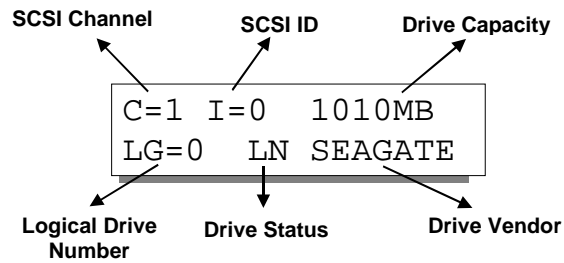 SCSI Channel
SCSI ID
Drive Capacity
C=1 I=0 1010MB
LG=0 LN SEAGATE
Logical Drive
Number
Drive Status
Drive Vendor